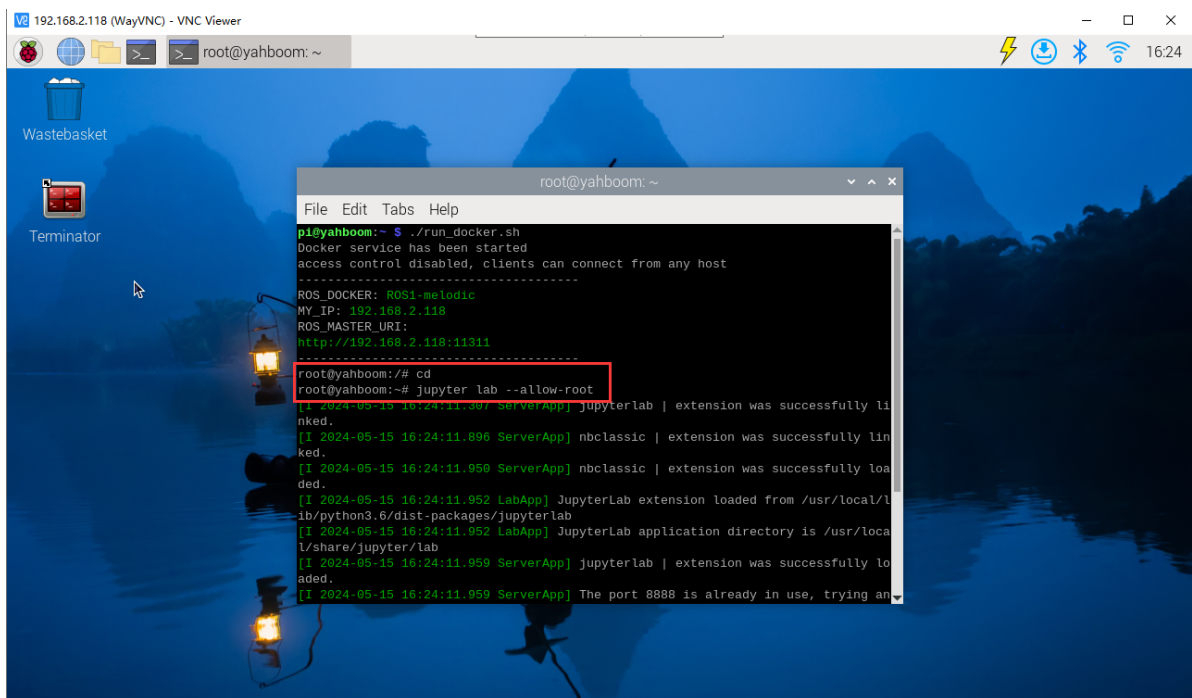 192.168.2.118 (WayVNC) - VNC Viewer
root@yahboom: ~
16:24
Wastebasket
Terminator
root@yahboom: ~
File Edit Tabs Help
pi@yahboom:~ $ ./run_docker.sh
Docker service has been started
access control disabled, clients can connect from any host
--------------------------------------
ROS_DOCKER: ROS1-melodic
MY_IP: 192.168.2.118
ROS_MASTER_URI:
http://192.168.2.118:11311
--------------------------------------
root@yahboom:/# cd
root@yahboom:~# jupyter lab --allow-root
[I 2024-05-15 16:24:11.307 ServerApp] jupyterlab | extension was successfully li
nked.
[I 2024-05-15 16:24:11.896 ServerApp] nbclassic | extension was successfully lin
ked.
[I 2024-05-15 16:24:11.950 ServerApp] nbclassic | extension was successfully loa
ded.
[I 2024-05-15 16:24:11.952 LabApp] JupyterLab extension loaded from /usr/local/l
ib/python3.6/dist-packages/jupyterlab
[I 2024-05-15 16:24:11.952 LabApp] JupyterLab application directory is /usr/loca
l/share/jupyter/lab
[I 2024-05-15 16:24:11.959 ServerApp] jupyterlab | extension was successfully lo
aded.
[I 2024-05-15 16:24:11.959 ServerApp] The port 8888 is already in use, trying an